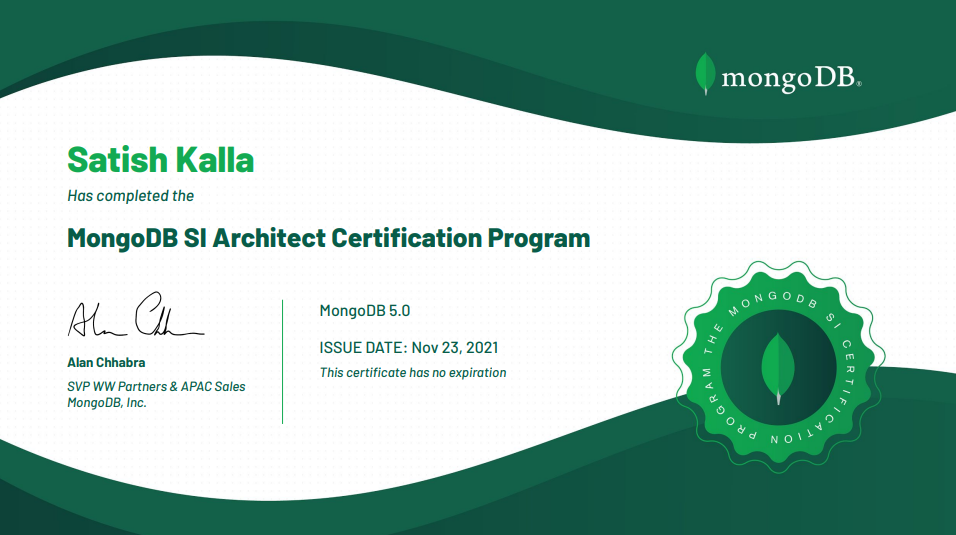 mongoDB®
Satish Kalla
Has completed the
MongoDB SI Architect Certification Program
Alan Chhabra
SVP WW Partners & APAC Sales
MongoDB, Inc.
MongoDB 5.0
ISSUE DATE: Nov 23, 2021
This certificate has no expiration
THE MONGODB SI CERTIFICATION PROGRAM